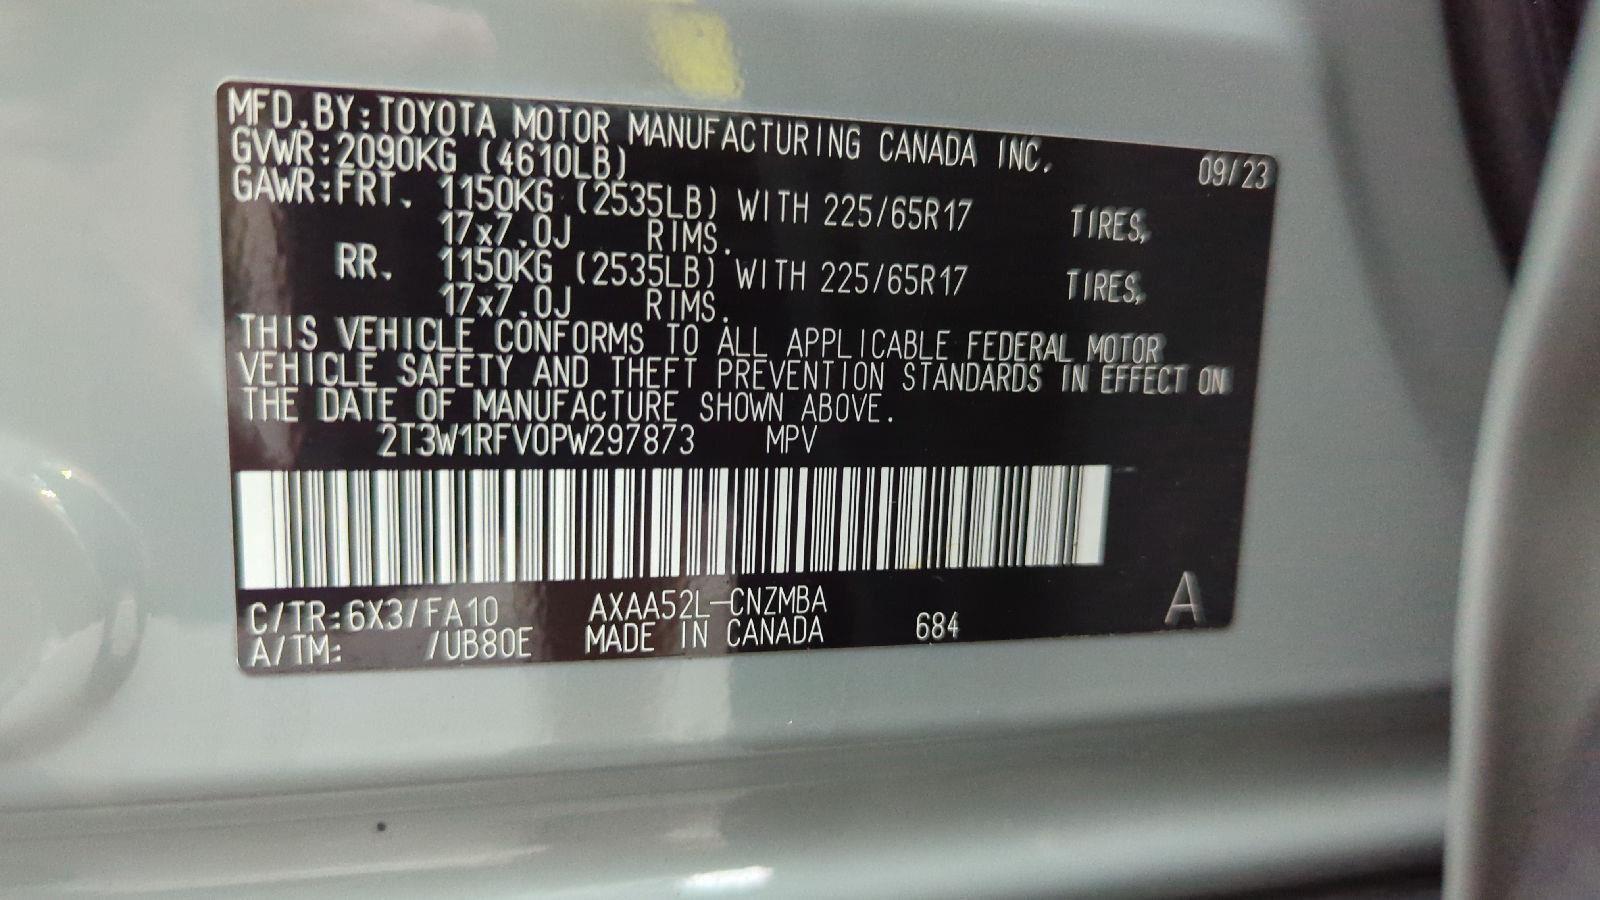 MFD.BY:TOYOTA MOTOR MANUFACTURING CANADA INC. 09/23
GVWR:2090KG (4610LB)
GAWR:FRT. 1150KG (2535LB) WITH 225/65R17 TIRES,
17x7.0J RIMS.
RR. 1150KG (2535LB) WITH 225/65R17 TIRES,
17x7.0J RIMS.
THIS VEHICLE CONFORMS TO ALL APPLICABLE FEDERAL MOTOR
VEHICLE SAFETY AND THEFT PREVENTION STANDARDS IN EFFECT ON
THE DATE OF MANUFACTURE SHOWN ABOVE.
2T3W1RFV0PW297873 MPV
C/TR:6X3/FA10 AXAA52L-CNZMBA
A/TM: /UB80E MADE IN CANADA 684 A